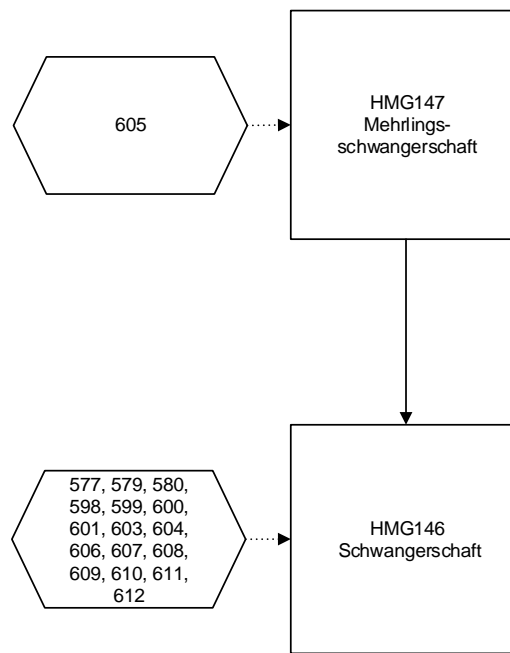 605
HMG147
Mehrlings-
schwangerschaft
577, 579, 580,
598, 599, 600,
601, 603, 604,
606, 607, 608,
609, 610, 611,
612
HMG146
Schwangerschaft